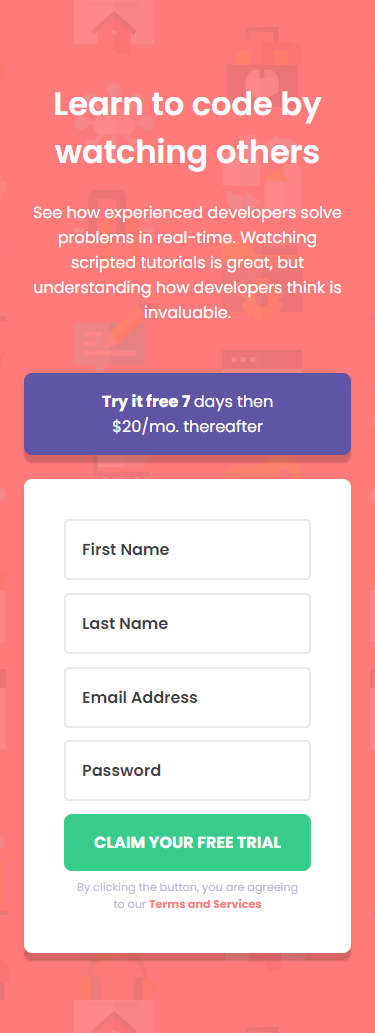 Learn to code by
watching others
See how experienced developers solve
problems in real-time. Watching
scripted tutorials is great, but
understanding how developers think is
invaluable.
Try it free 7 days then
$20/mo. thereafter
First Name
Last Name
Email Address
Password
CLAIM YOUR FREE TRIAL
By clicking the button, you are agreeing
to our Terms and Services